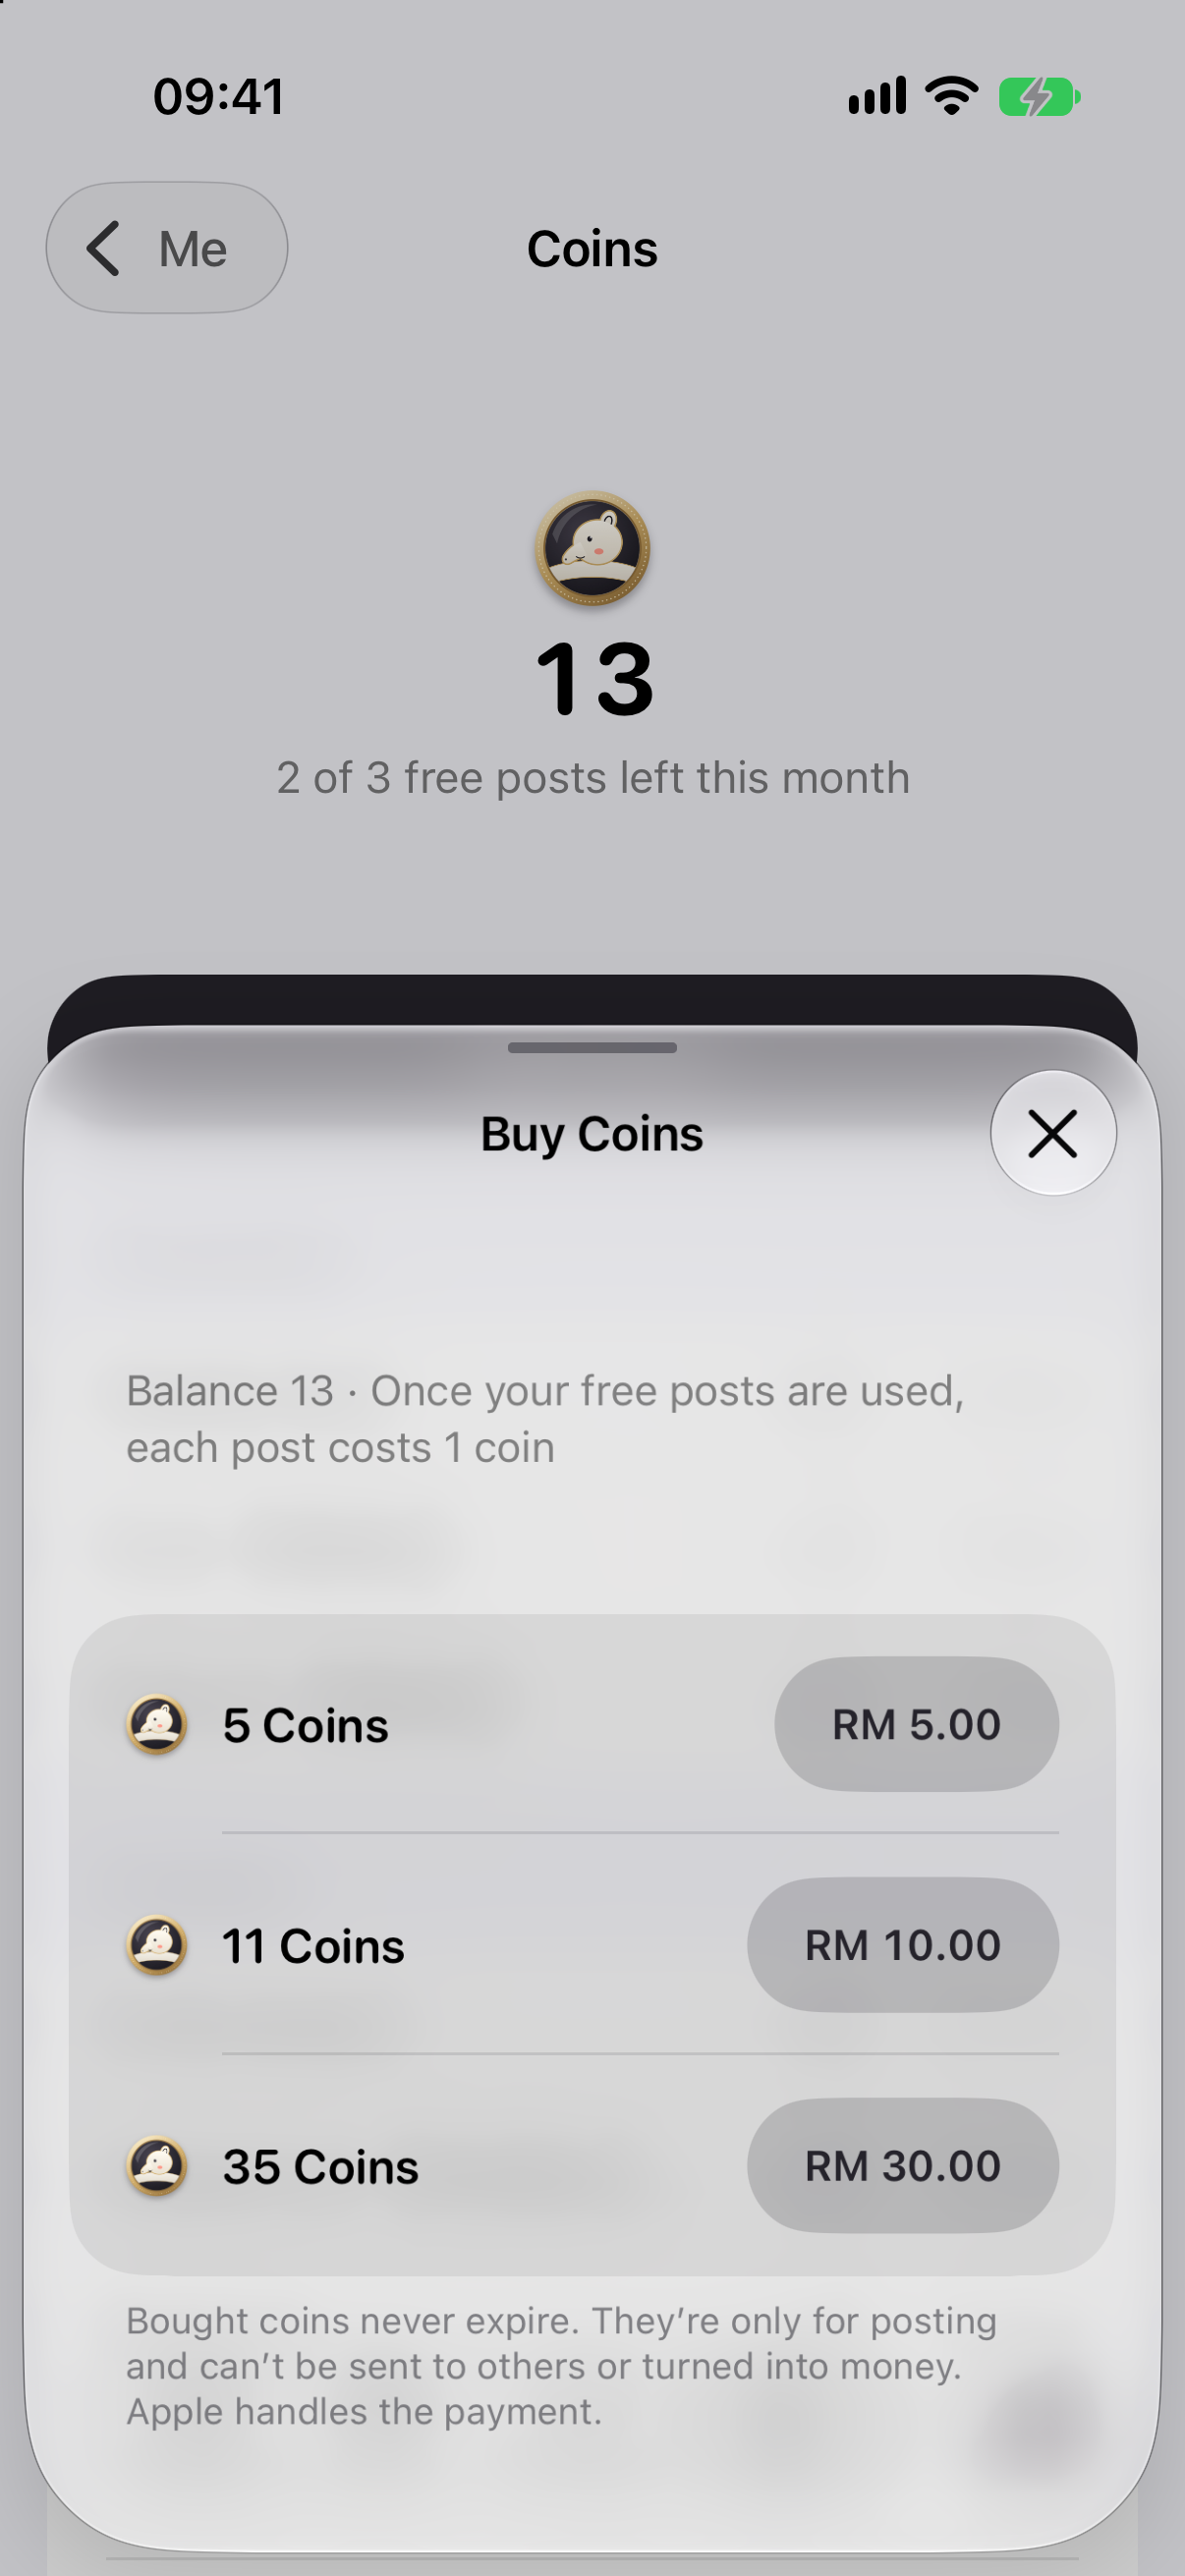 09:41
Me
Coins
13
2 of 3 free posts left this month
Buy Coins
Balance 13 · Once your free posts are used,
each post costs 1 coin
5 Coins
RM 5.00
11 Coins
RM 10.00
35 Coins
RM 30.00
Bought coins never expire. They’re only for posting
and can’t be sent to others or turned into money.
Apple handles the payment.